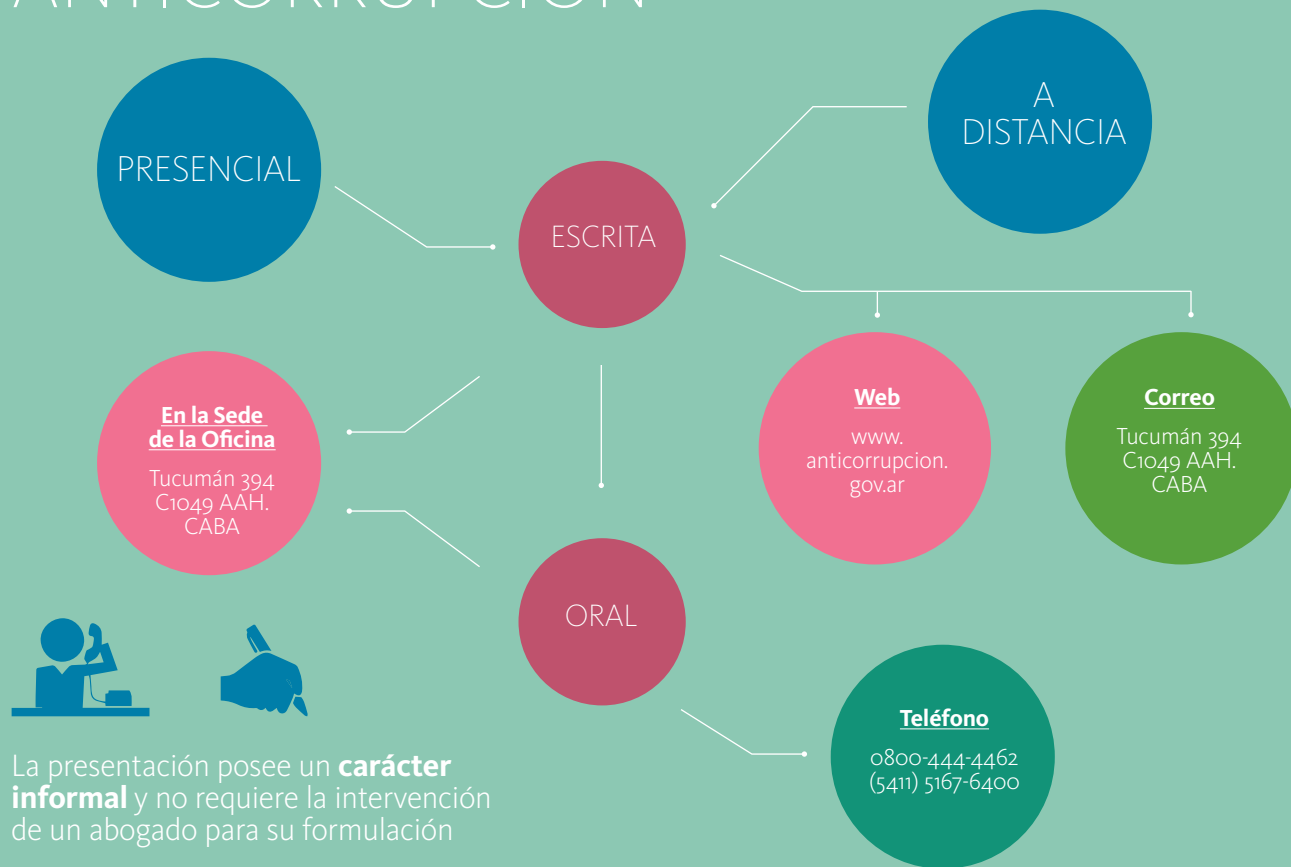 ANTICORRUPCIÓN
PRESENCIAL
A
DISTANCIA
ESCRITA
En la Sede
de la Oficina
Tucumán 394
C1049 AAH.
CABA
Web
www.
anticorrupcion.
gov.ar
Correo
Tucumán 394
C1049 AAH.
CABA
ORAL
Teléfono
0800-444-4462
(5411) 5167-6400
La presentación posee un carácter
informal y no requiere la intervención
de un abogado para su formulación